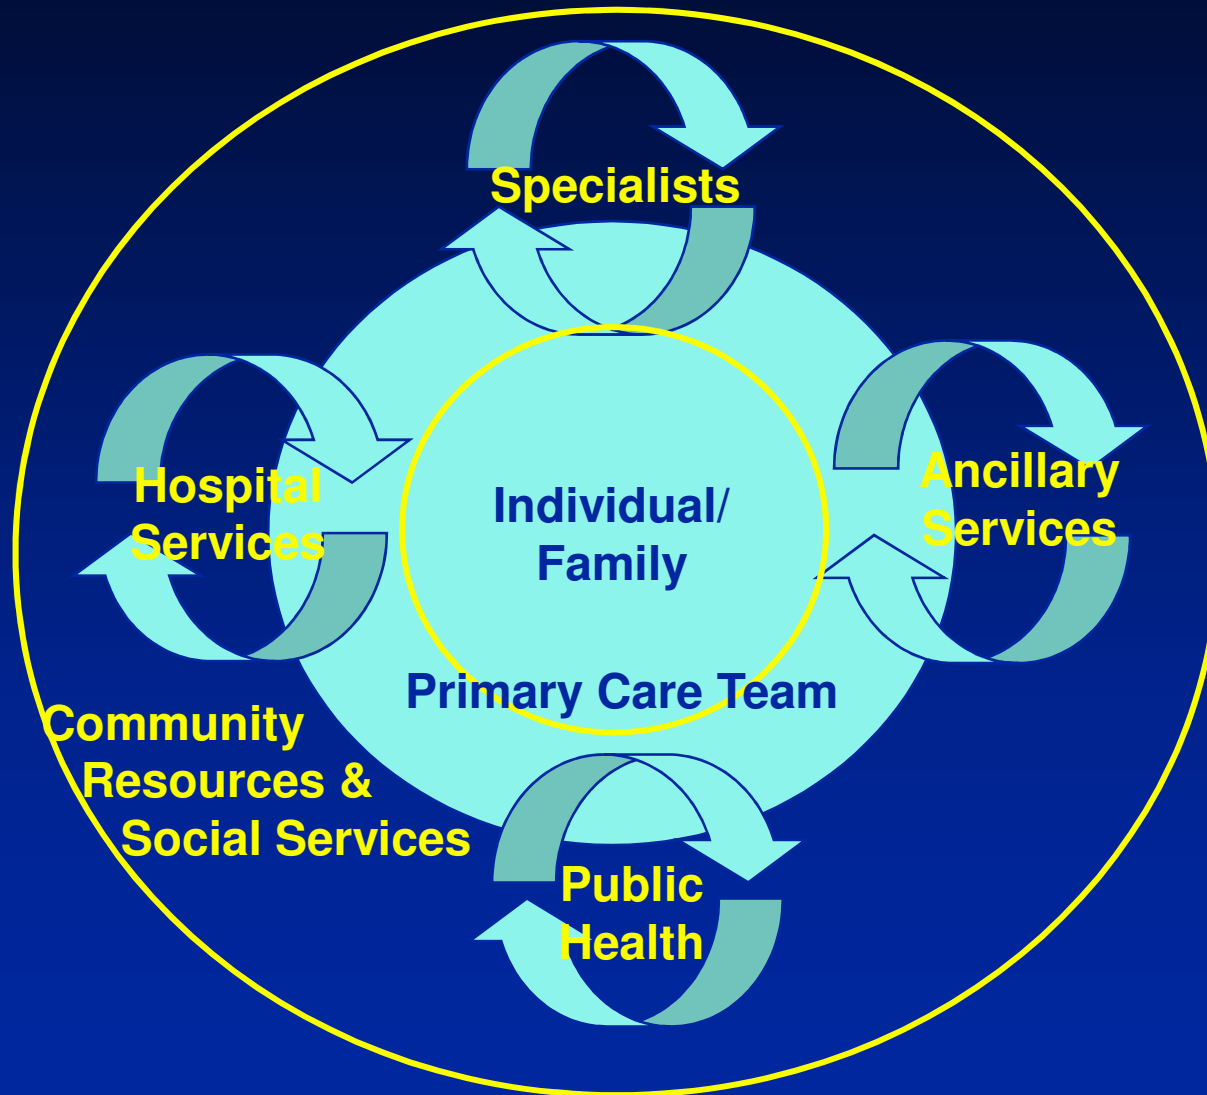 Specialists
Hospital
Services
Ancillary
Services
Individual/
Family
Primary Care Team
Community
Resources &
Social Services
Public
Health